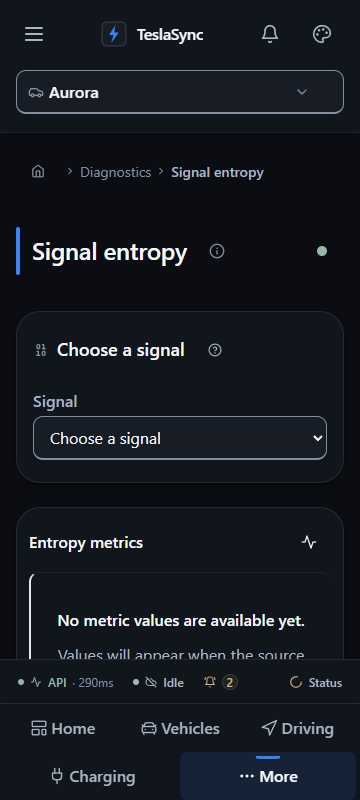 TeslaSync
Aurora
Diagnostics > Signal entropy
Signal entropy
Choose a signal
Signal
Choose a signal
Entropy metrics
No metric values are available yet.
Values will appear when the source
API · 290ms Idle 2 Status
Home Vehicles Driving
Charging More